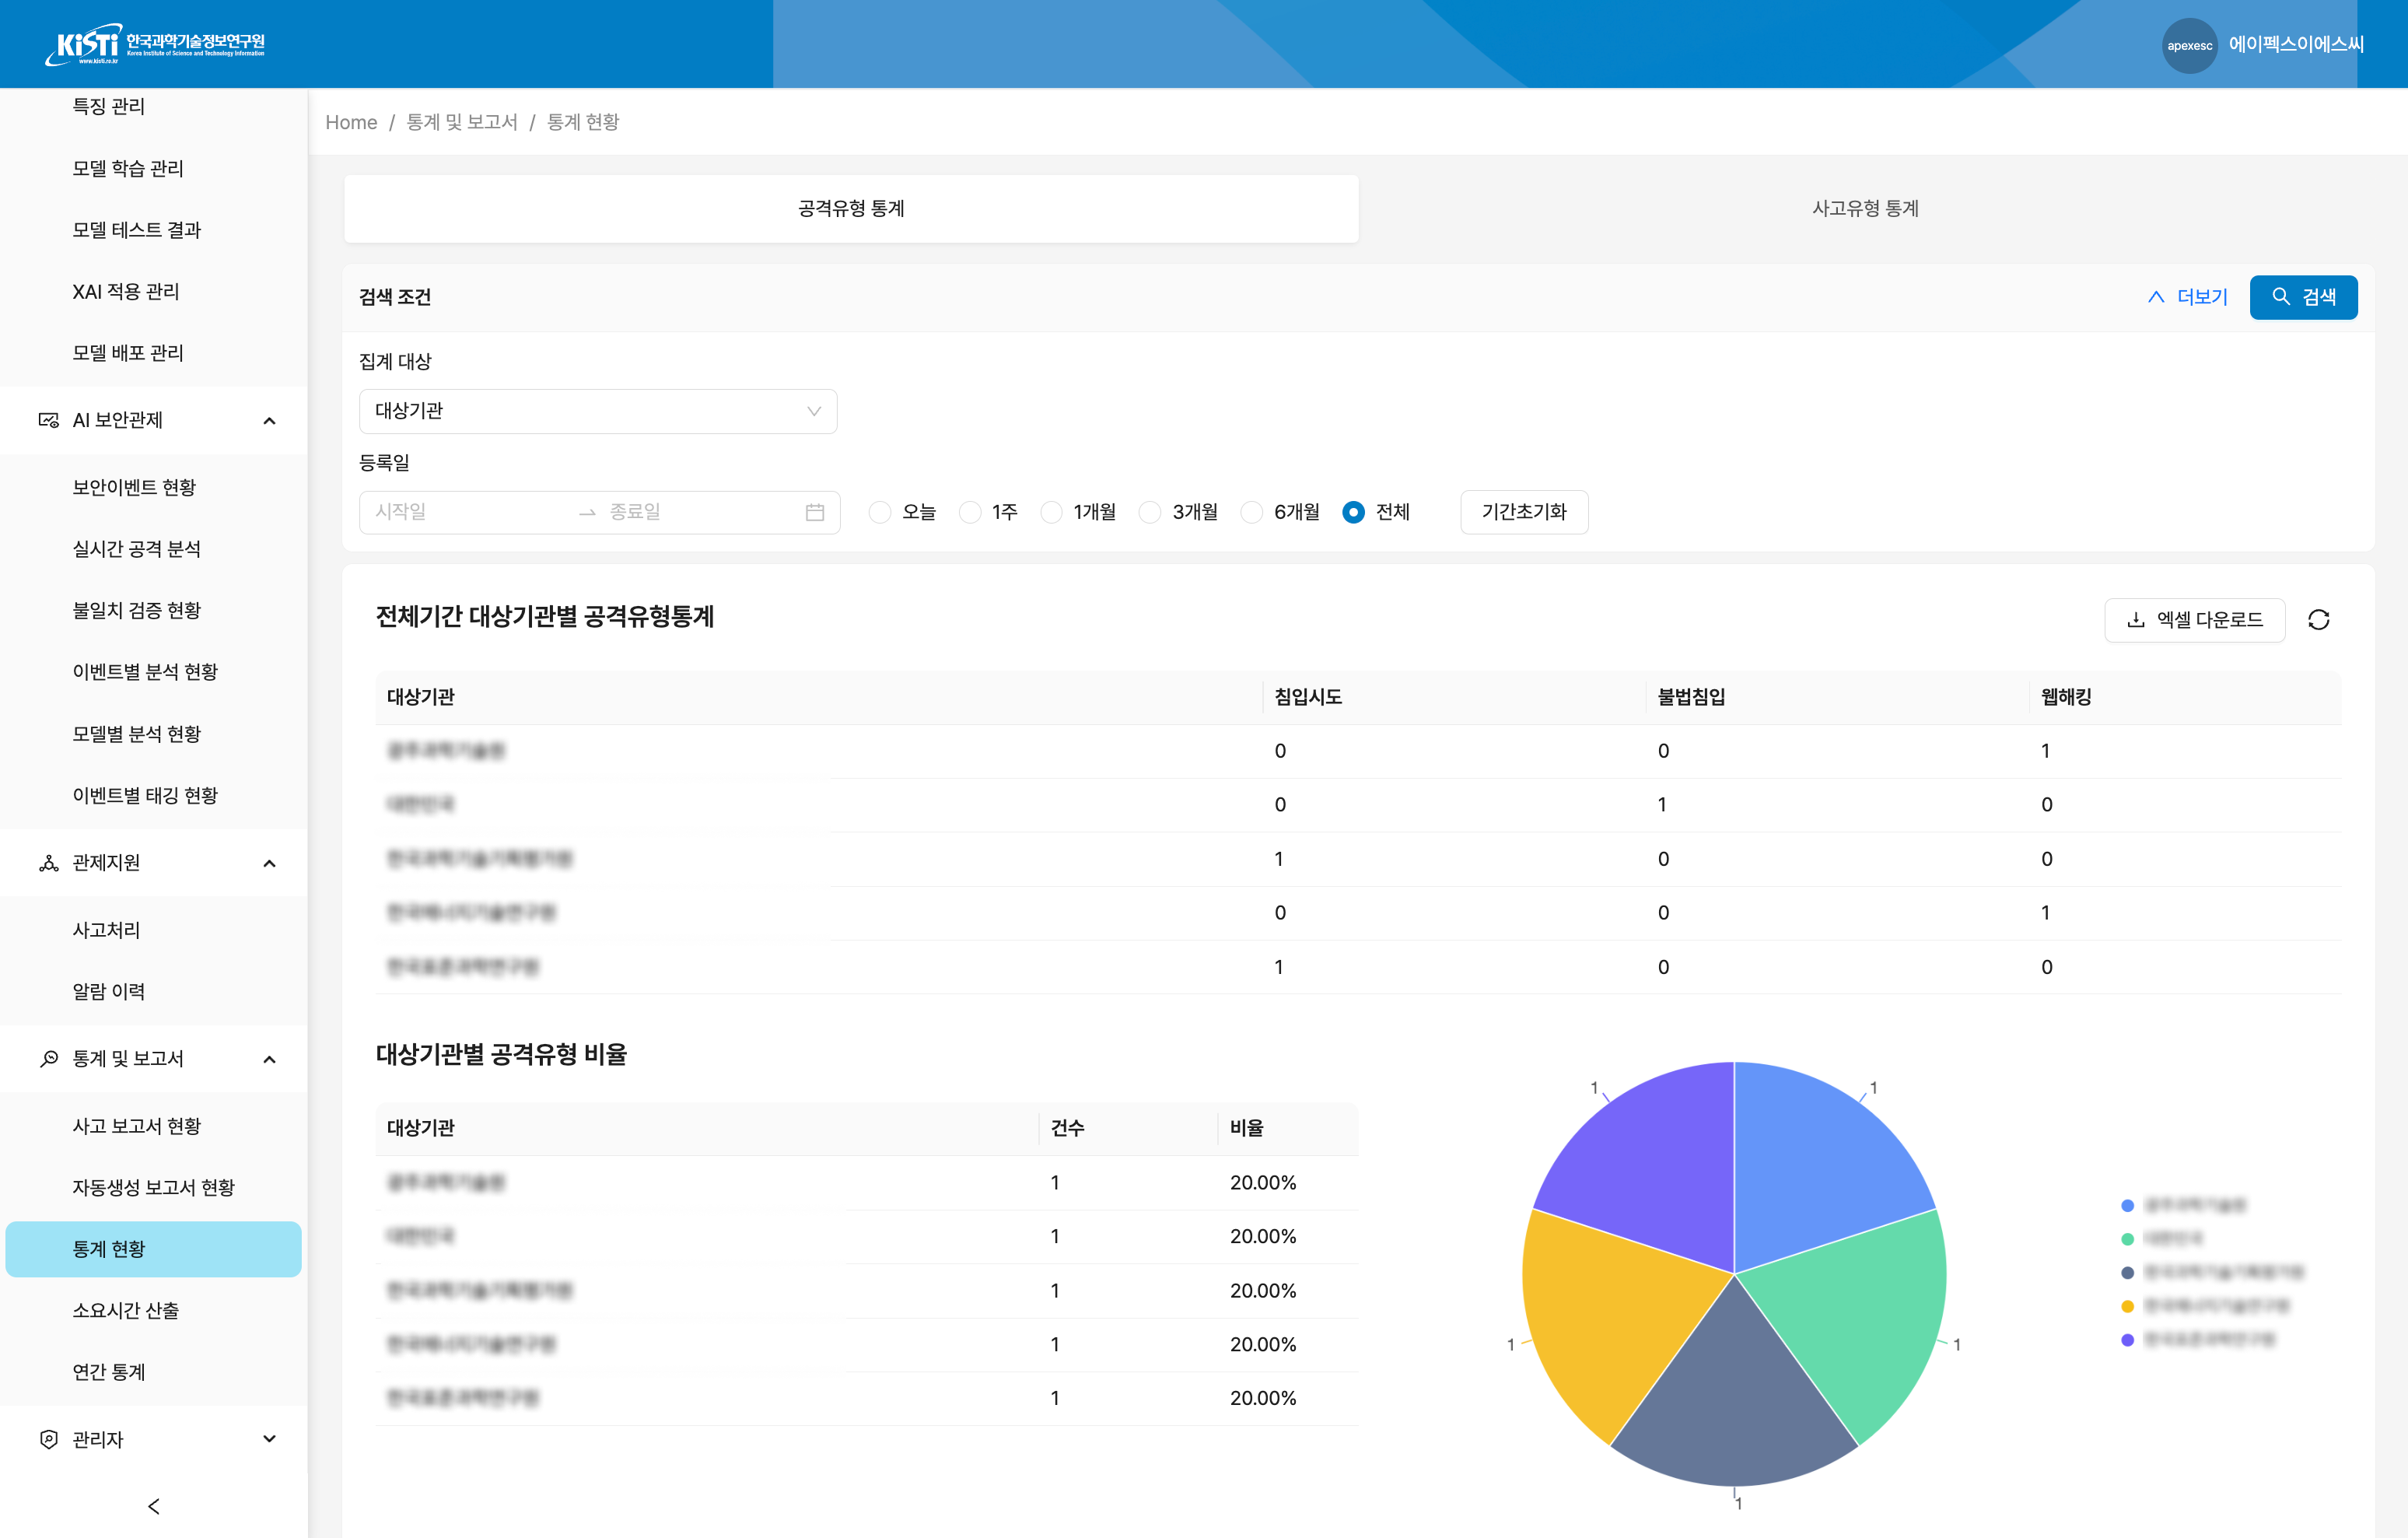 KiSTi 한국과학기술정보연구원
Korea Institute of Science and Technology Information
www.kisti.re.kr
apexesc 에이펙스이에스씨
특징 관리
모델 학습 관리
모델 테스트 결과
XAI 적용 관리
모델 배포 관리
AI 보안관제
보안이벤트 현황
실시간 공격 분석
불일치 검증 현황
이벤트별 분석 현황
모델별 분석 현황
이벤트별 태깅 현황
관제지원
사고처리
알람 이력
통계 및 보고서
사고 보고서 현황
자동생성 보고서 현황
통계 현황
소요시간 산출
연간 통계
관리자
Home / 통계 및 보고서 / 통계 현황
공격유형 통계 사고유형 통계
검색 조건 더보기 검색
집계 대상
대상기관
등록일
시작일 → 종료일 오늘 1주 1개월 3개월 6개월 전체 기간초기화
전체기간 대상기관별 공격유형통계 엑셀 다운로드
대상기관 침입시도 불법침입 웹해킹
0 0 1
0 1 0
1 0 0
0 0 1
1 0 0
대상기관별 공격유형 비율
대상기관 건수 비율
1 20.00%
1 20.00%
1 20.00%
1 20.00%
1 20.00%
1 1
1 1
1